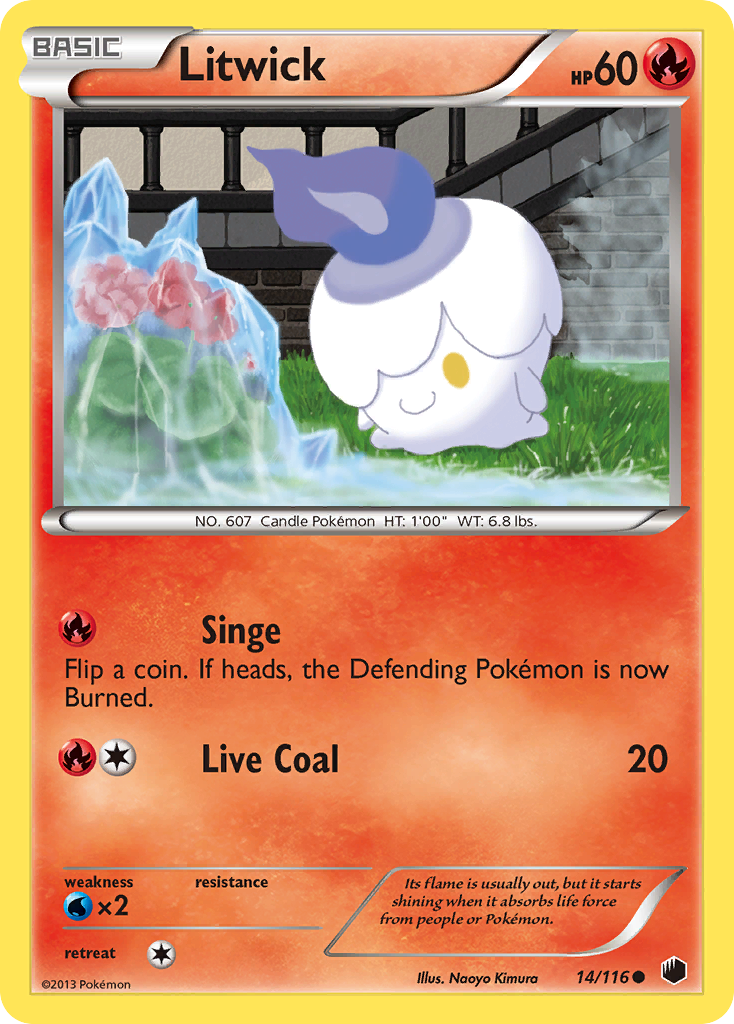 BASIC
Litwick
HP60
NO. 607 Candle Pokémon HT: 1'00" WT: 6.8 lbs.
Singe
Flip a coin. If heads, the Defending Pokémon is now
Burned.
Live Coal 20
weakness resistance
×2
Its flame is usually out, but it starts
shining when it absorbs life force
from people or Pokémon.
retreat
©2013 Pokémon
Illus. Naoyo Kimura
14/116